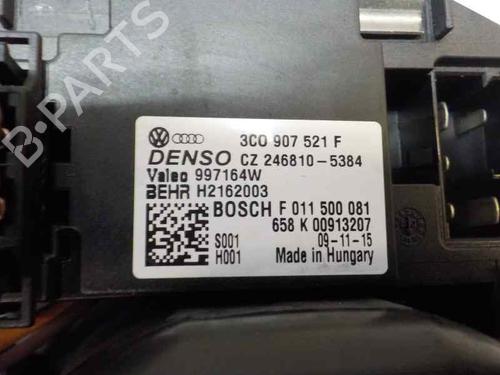 B-PARTS
3C0 907 521 F
DENSO CZ 246810-5384
Valeo 997164W
BEHR H2162003
BOSCH F 011 500 081
658 K 00913207
S001 09-11-15
H001 Made in Hungary